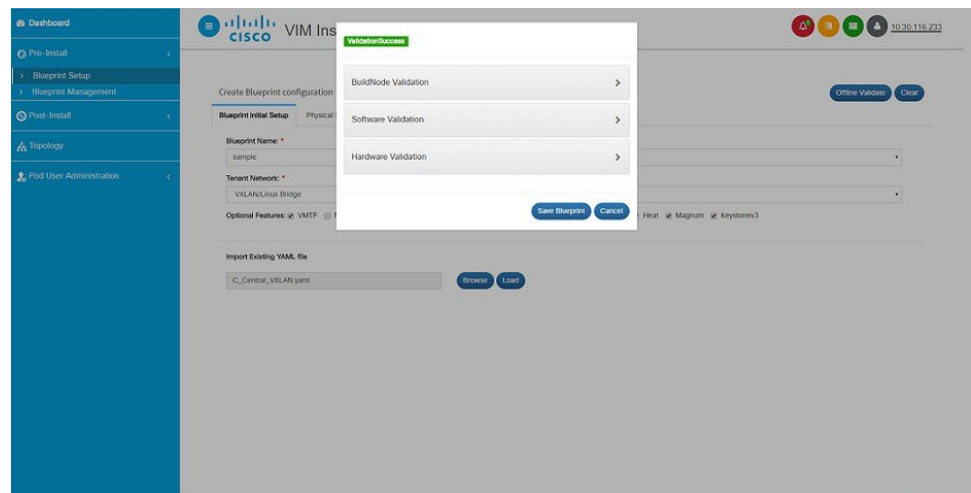 Dashboard
Pre-Install
Blueprint Setup
Blueprint Management
Post-Install
Topology
Pod User Administration
CISCO
VIM Ins
10.30.116.233
ValidationSuccess
BuildNode Validation
Software Validation
Hardware Validation
Save Blueprint Cancel
Create Blueprint configuration
Offline Validate Clear
Blueprint Initial Setup Physical
Blueprint Name: *
sample
Tenant Network: *
VXLAN/Linux Bridge
Optional Features: VMTP Heat Magnum Keystonev3
Import Existing YAML file
C_Central_VXLAN.yaml Browse Load